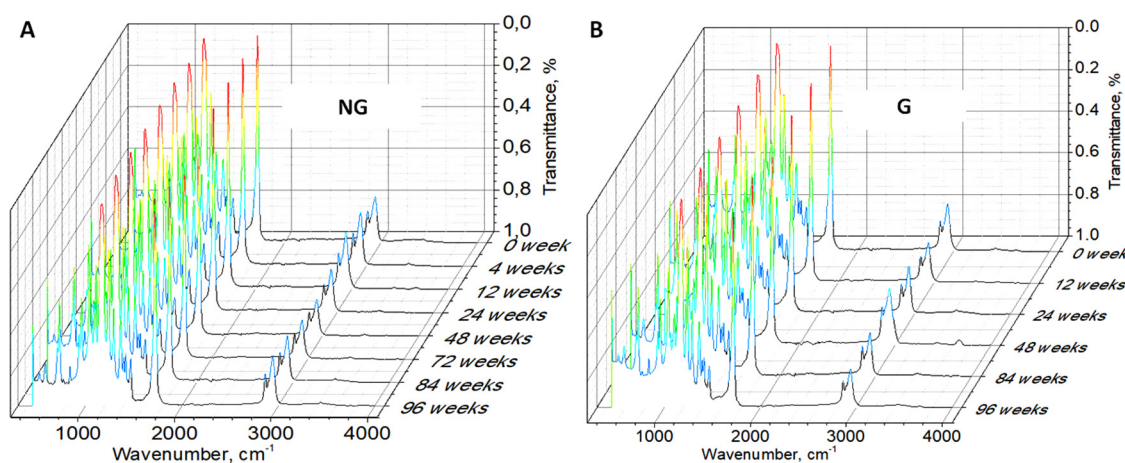 A
NG
0,0
0,2
0,4
0,6
0,8
1,0
Transmittance, %
0 week
4 weeks
12 weeks
24 weeks
48 weeks
72 weeks
84 weeks
96 weeks
1000 2000 3000 4000
Wavenumber, cm-1
B
G
0.0
0.2
0.4
0.6
0.8
1.0
Transmittance, %
0 week
12 weeks
24 weeks
48 weeks
84 weeks
96 weeks
1000 2000 3000 4000
Wavenumber, cm-1